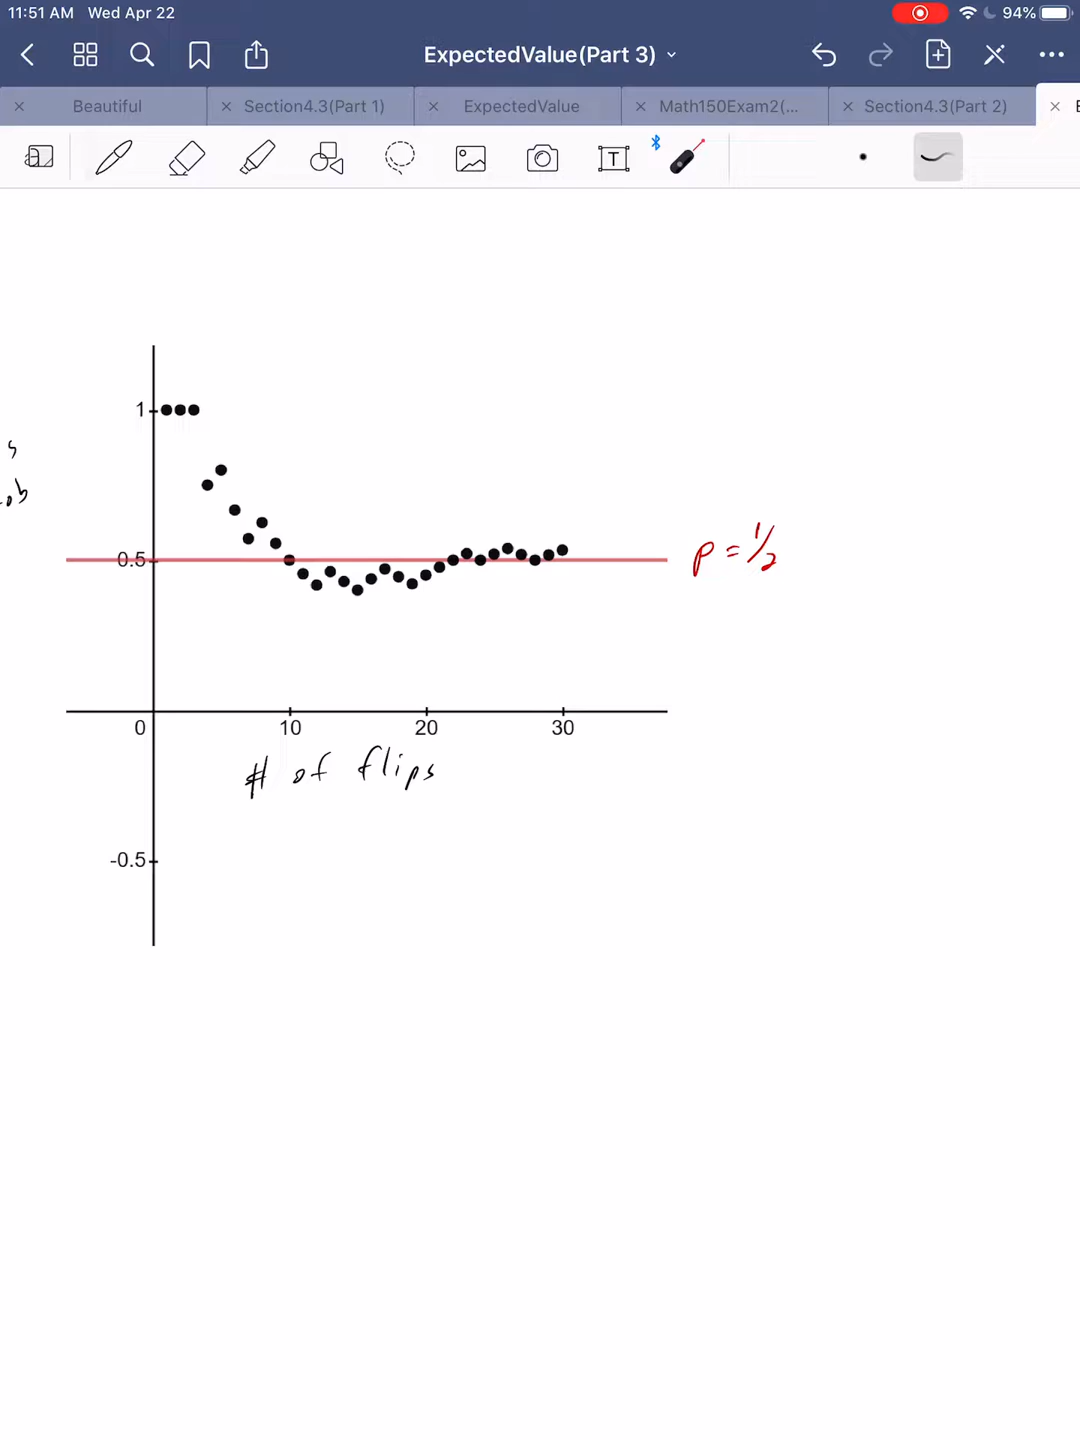 11:51 AM Wed Apr 22
94%
ExpectedValue(Part 3)
Beautiful
Section4.3(Part 1)
ExpectedValue
Math150Exam2(...
Section4.3(Part 2)
E
T
1
s
ob
0.5
p = 1/2
0
10
20
30
# of flips
-0.5